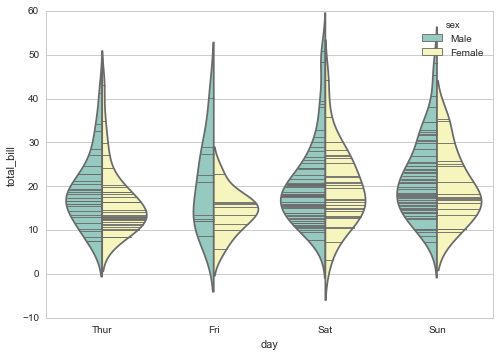 60
50
40
30
20
10
0
−10
total_bill
Thur
Fri
Sat
Sun
day
sex
Male
Female